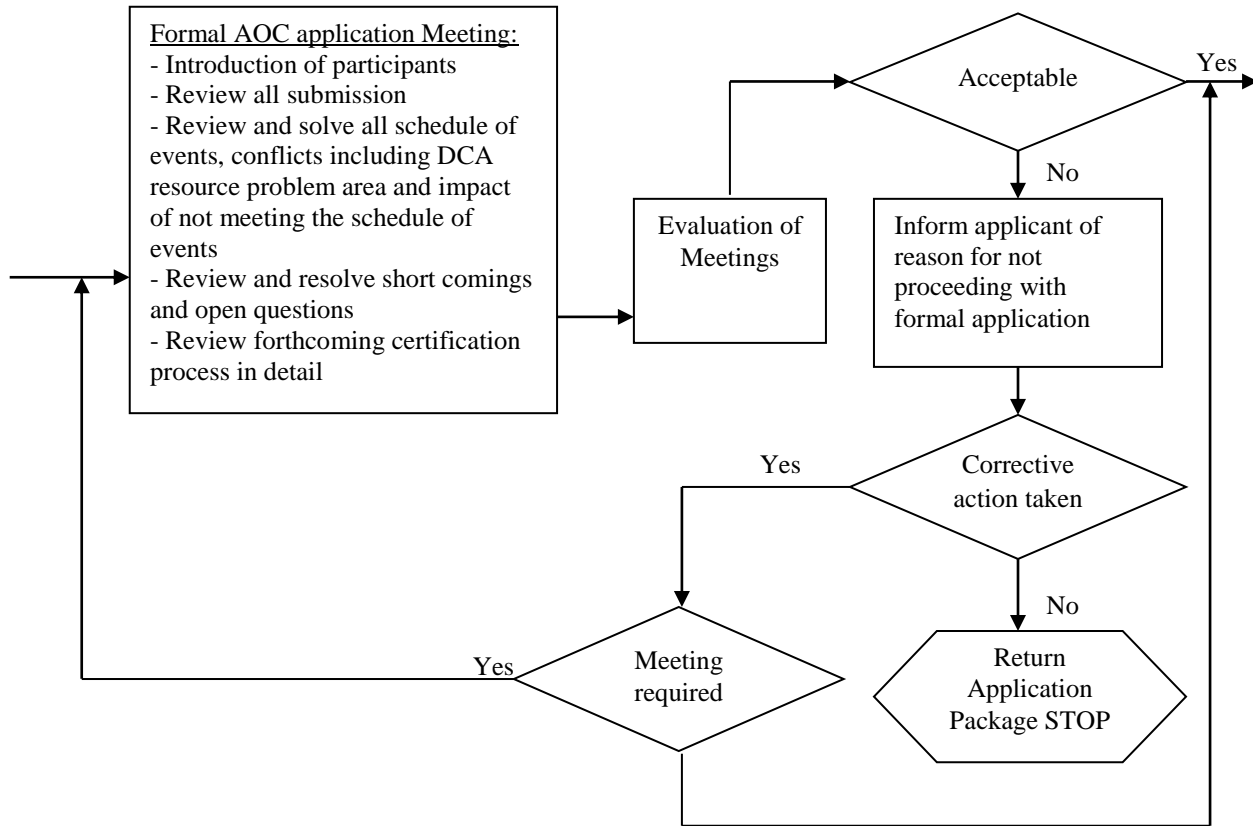 Formal AOC application Meeting:
- Introduction of participants
- Review all submission
- Review and solve all schedule of
events, conflicts including DCA
resource problem area and impact
of not meeting the schedule of
events
- Review and resolve short comings
and open questions
- Review forthcoming certification
process in detail
Evaluation of
Meetings
Acceptable
Yes
No
Inform applicant of
reason for not
proceeding with
formal application
Corrective
action taken
Yes
No
Return
Application
Package STOP
Meeting
required
Yes